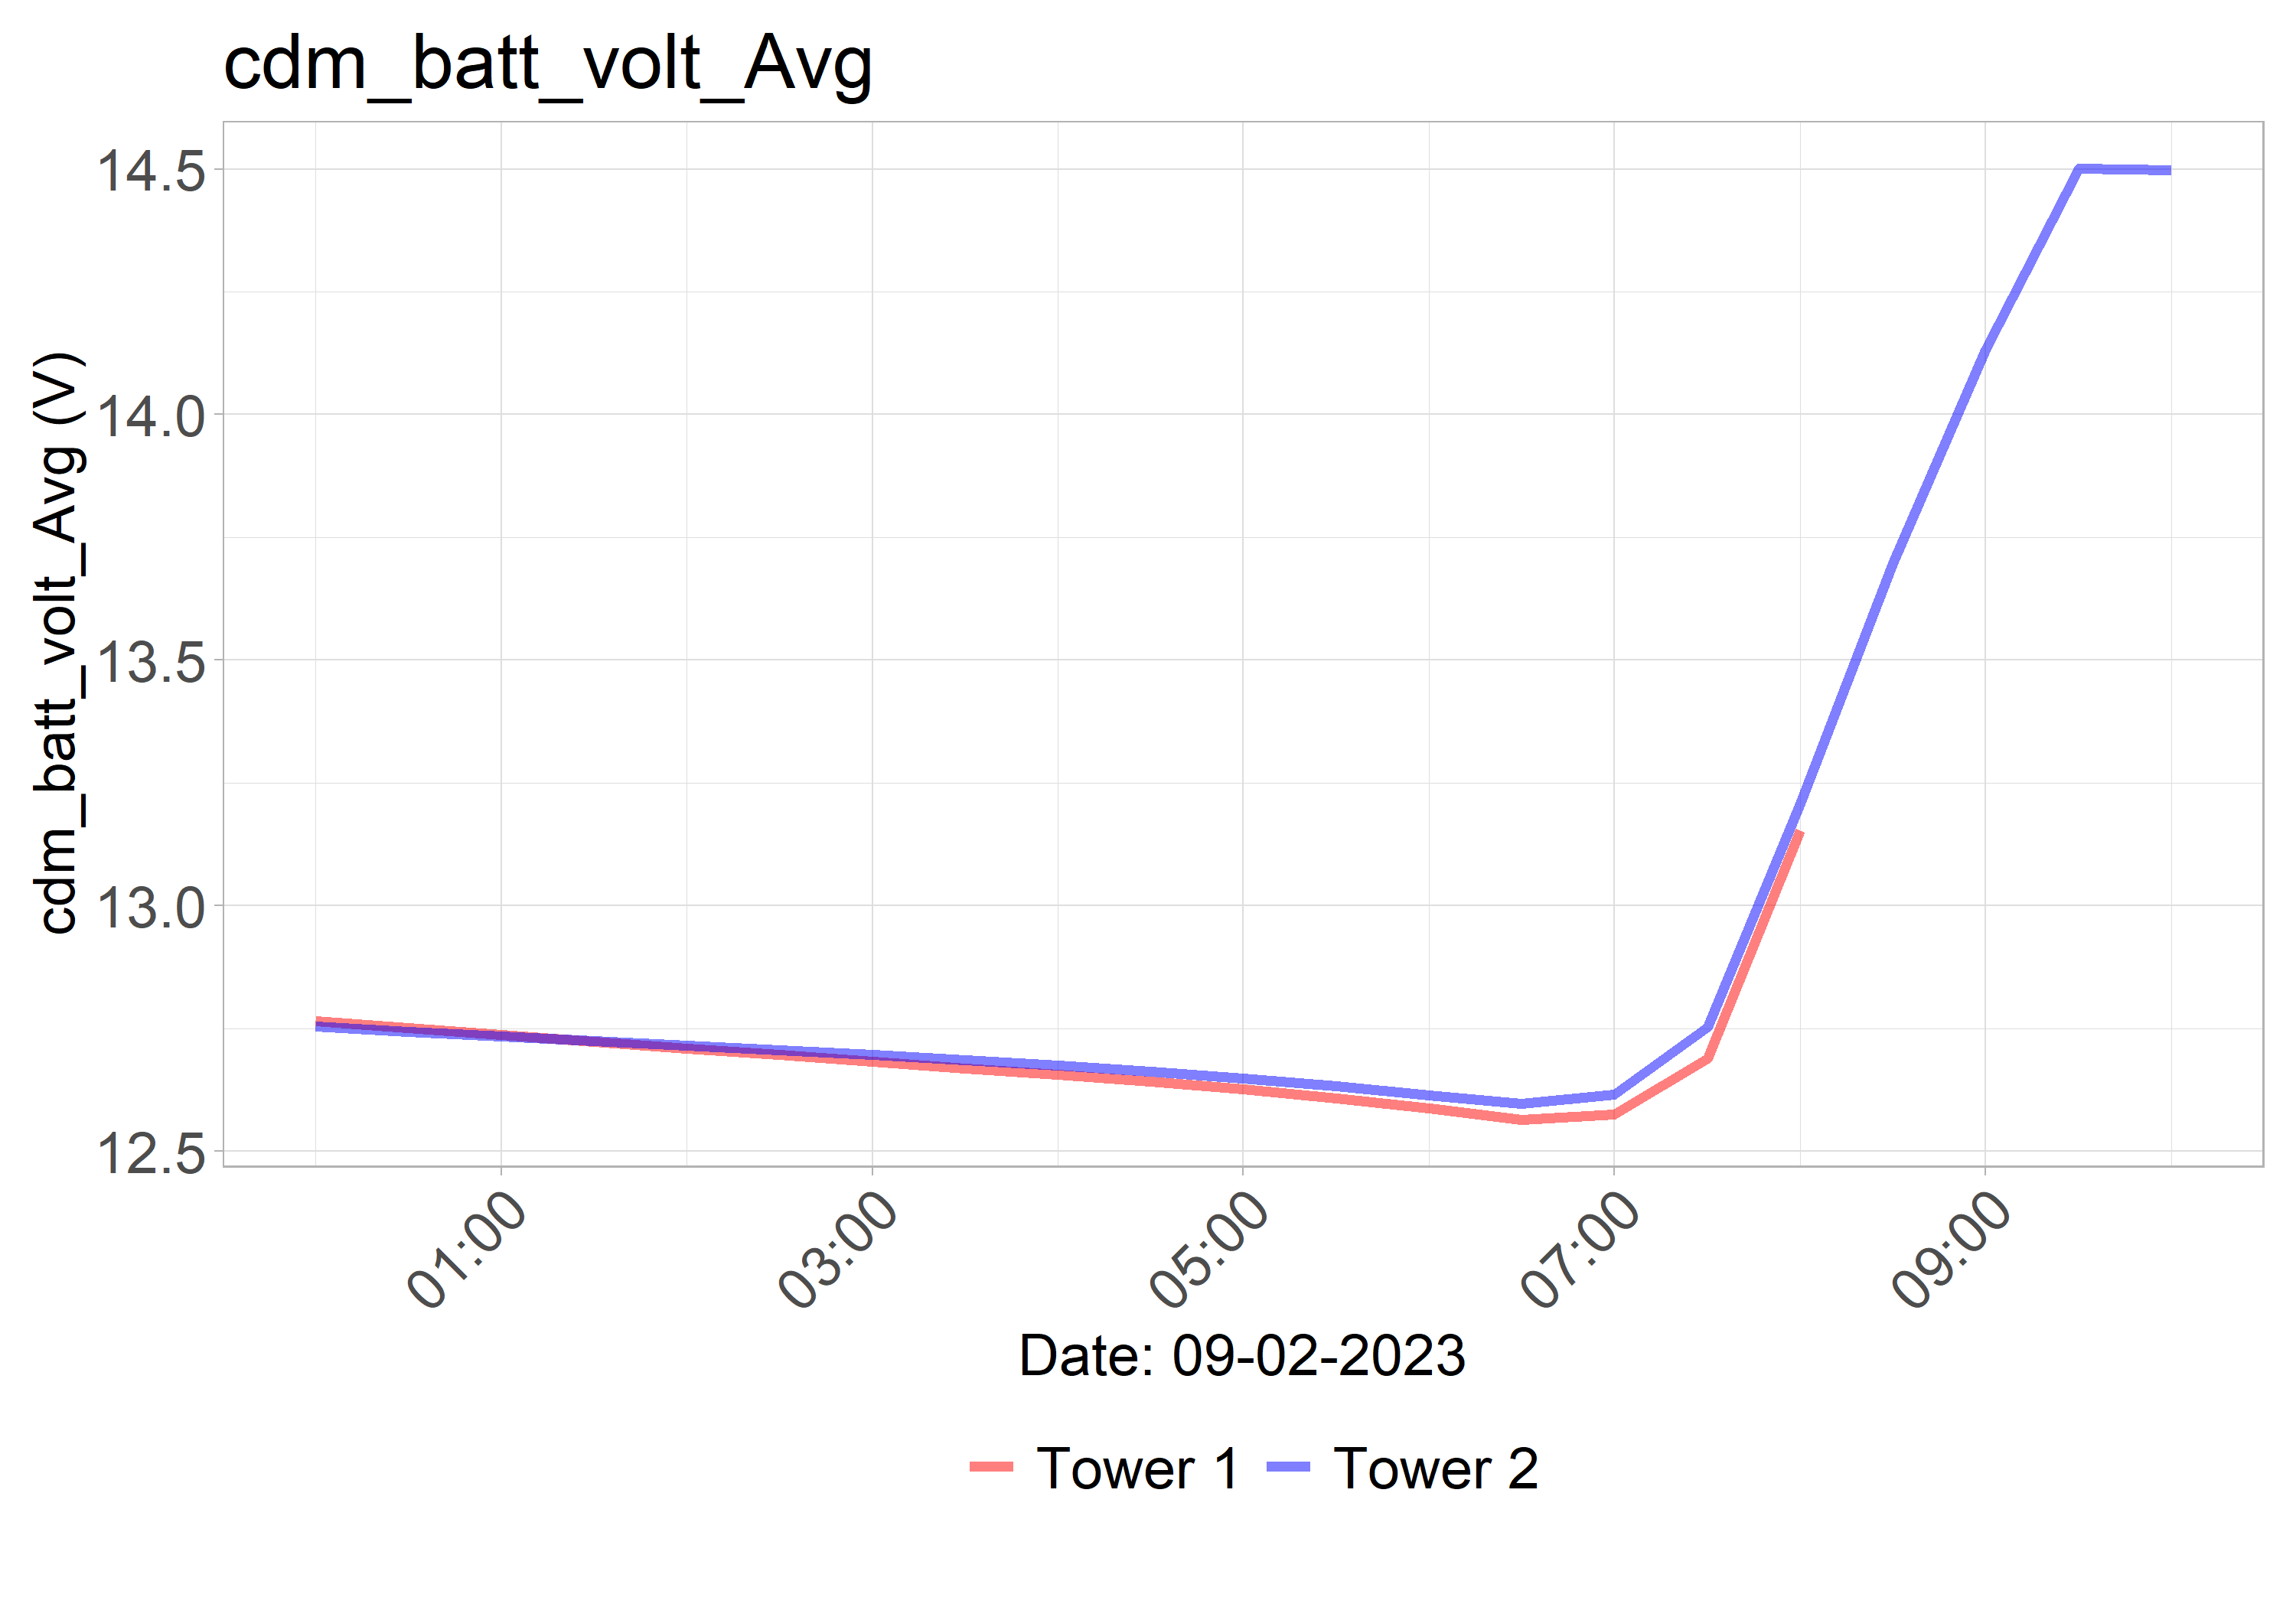 cdm_batt_volt_Avg
cdm_batt_volt_Avg (V)
14.5
14.0
13.5
13.0
12.5
01:00
03:00
05:00
07:00
09:00
Date: 09-02-2023
Tower 1
Tower 2